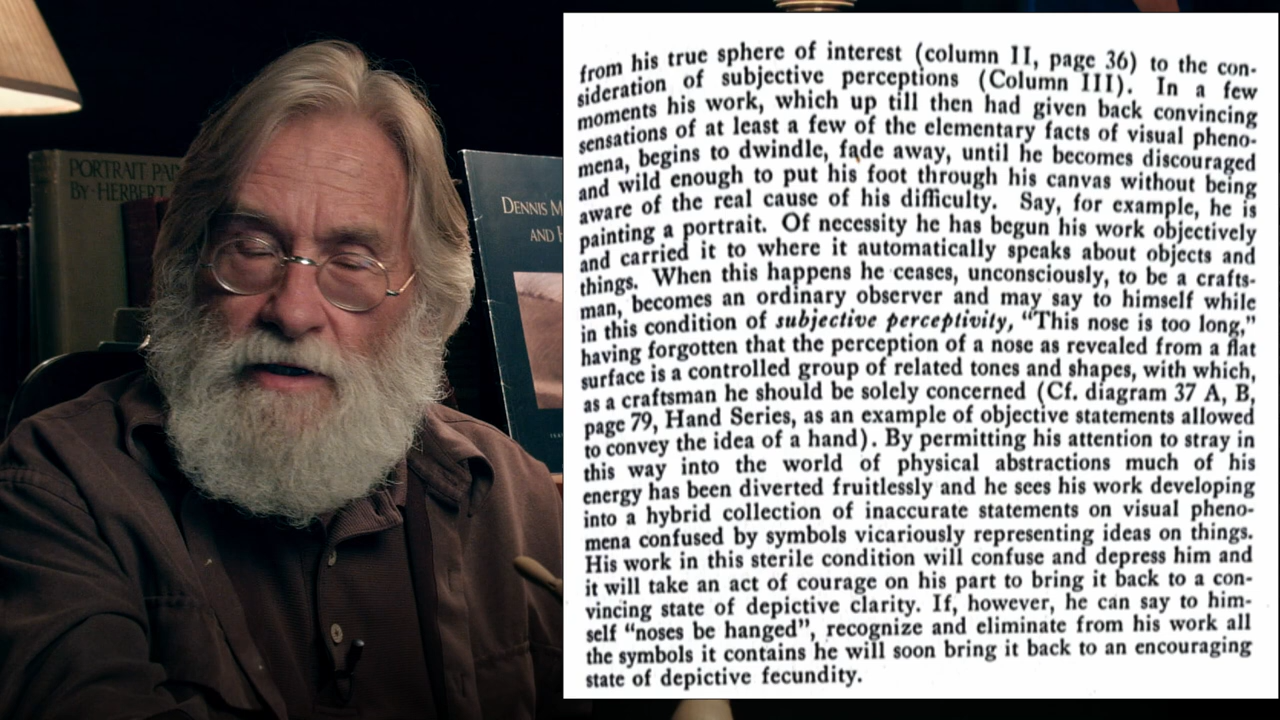 PORTRAIT
BY HERBERT
DENNIS
AND
from his true sphere of interest (column II, page 36) to the con-
sideration of subjective perceptions (Column III). In a few
moments his work, which up till then had given back convincing
sensations of at least a few of the elementary facts of visual pheno-
mena, begins to dwindle, fade away, until he becomes discouraged
and wild enough to put his foot through his canvas without being
aware of the real cause of his difficulty. Say, for example, he is
painting a portrait. Of necessity he has begun his work objectively
and carried it to where it automatically speaks about objects and
things. When this happens he ceases, unconsciously, to be a crafts-
man, becomes an ordinary observer and may say to himself while
in this condition of subjective perceptivity, “This nose is too long,”
having forgotten that the perception of a nose as revealed from a flat
surface is a controlled group of related tones and shapes, with which,
as a craftsman he should be solely concerned (Cf. diagram 37 A, B,
page 79, Hand Series, as an example of objective statements allowed
to convey the idea of a hand). By permitting his attention to stray in
this way into the world of physical abstractions much of his
energy has been diverted fruitlessly and he sees his work developing
into a hybrid collection of inaccurate statements on visual pheno-
mena confused by symbols vicariously representing ideas on things.
His work in this sterile condition will confuse and depress him and
it will take an act of courage on his part to bring it back to a con-
vincing state of depictive clarity. If, however, he can say to him-
self “noses be hanged”, recognize and eliminate from his work all
the symbols it contains he will soon bring it back to an encouraging
state of depictive fecundity.